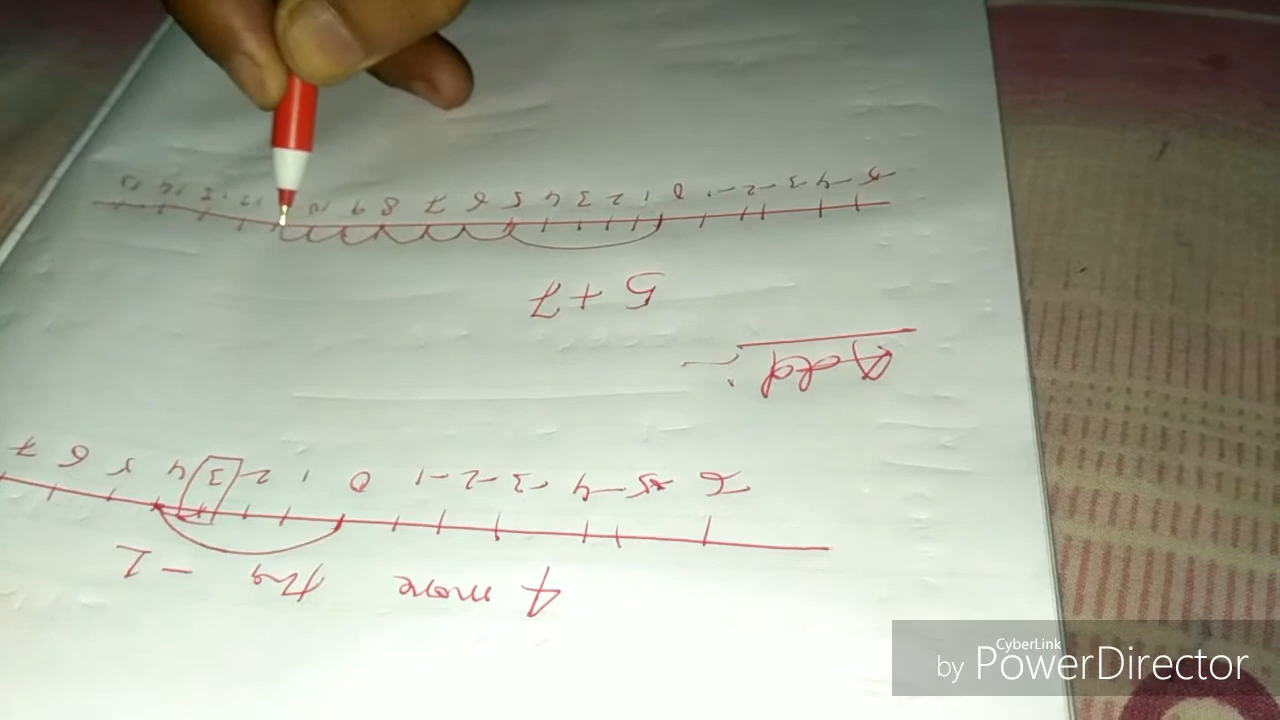 4 more than -1
-6 -5 -4 -3 -2 -1 0 1 2 3 4 5 6 7
Add :-
5+7
-5 -4 -3 -2 -1 0 1 2 3 4 5 6 7 8 9 10 12 13 14 15
CyberLink
by PowerDirector